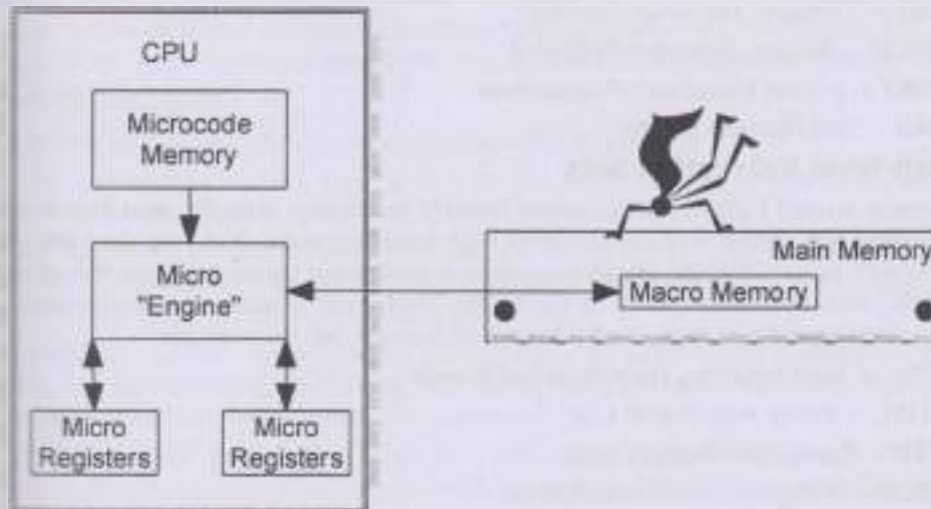 CPU
Microcode
Memory
Micro
"Engine"
Micro
Registers
Micro
Registers
Main Memory
Macro Memory